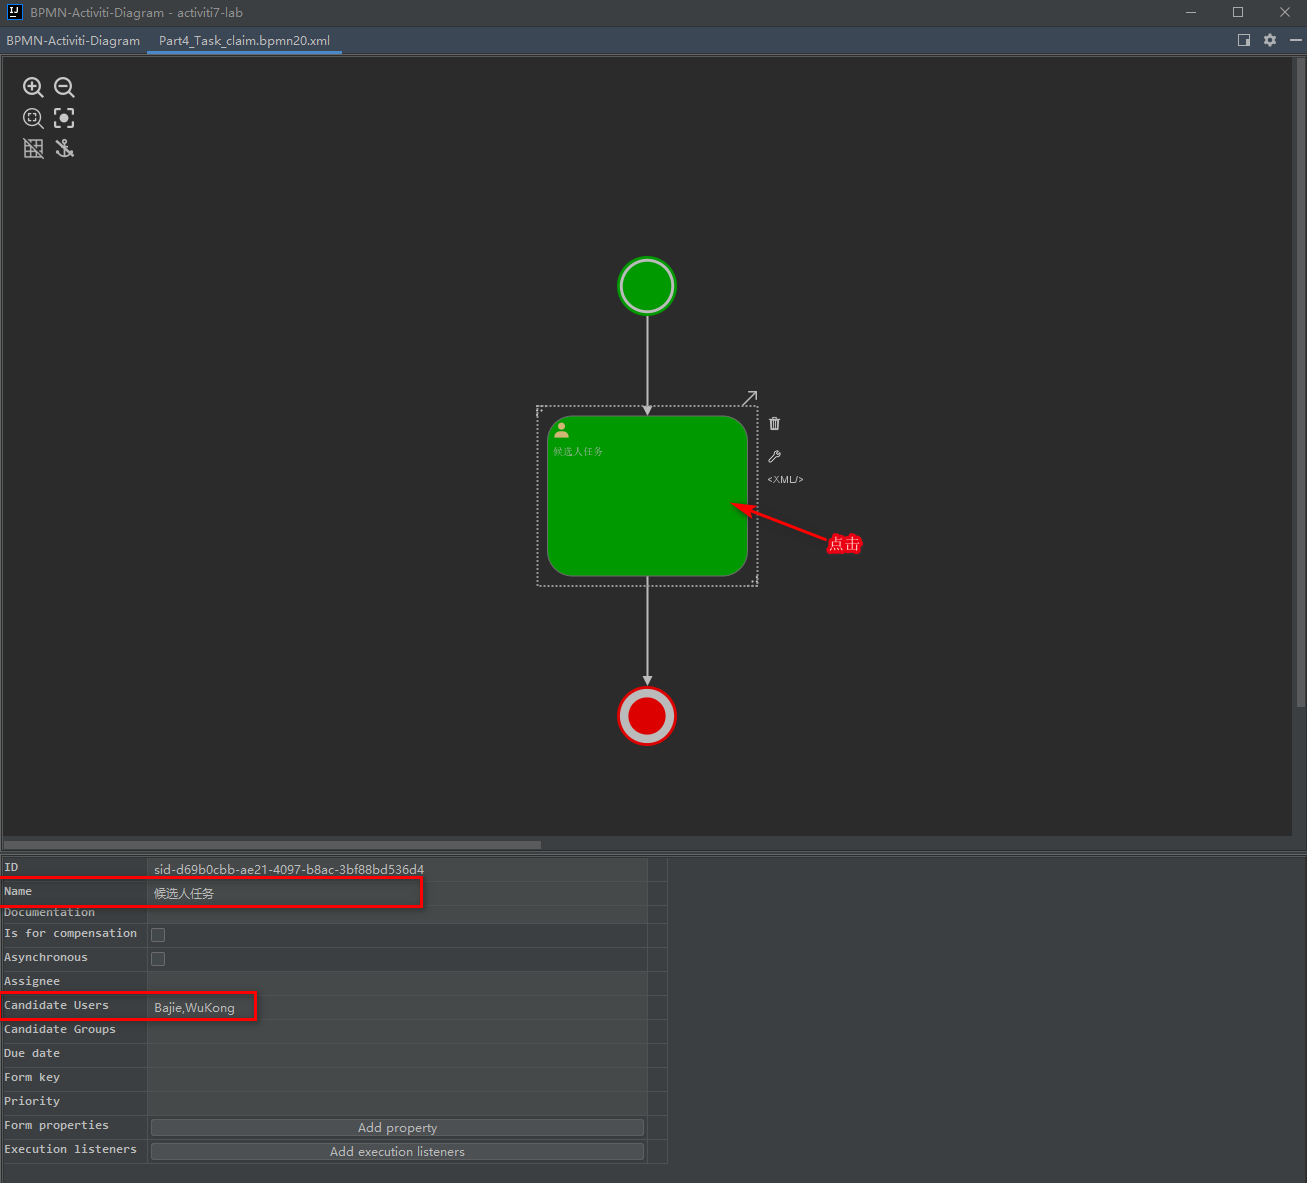 BPMN-Activiti-Diagram - activiti7-lab
BPMN-Activiti-Diagram Part4_Task_claim.bpmn20.xml
候选人任务
<XML/>
点击
ID sid-d69b0cbb-ae21-4097-b8ac-3bf88bd536d4
Name 候选人任务
Documentation
Is for compensation
Asynchronous
Assignee
Candidate Users Bajie,WuKong
Candidate Groups
Due date
Form key
Priority
Form properties Add property
Execution listeners Add execution listeners